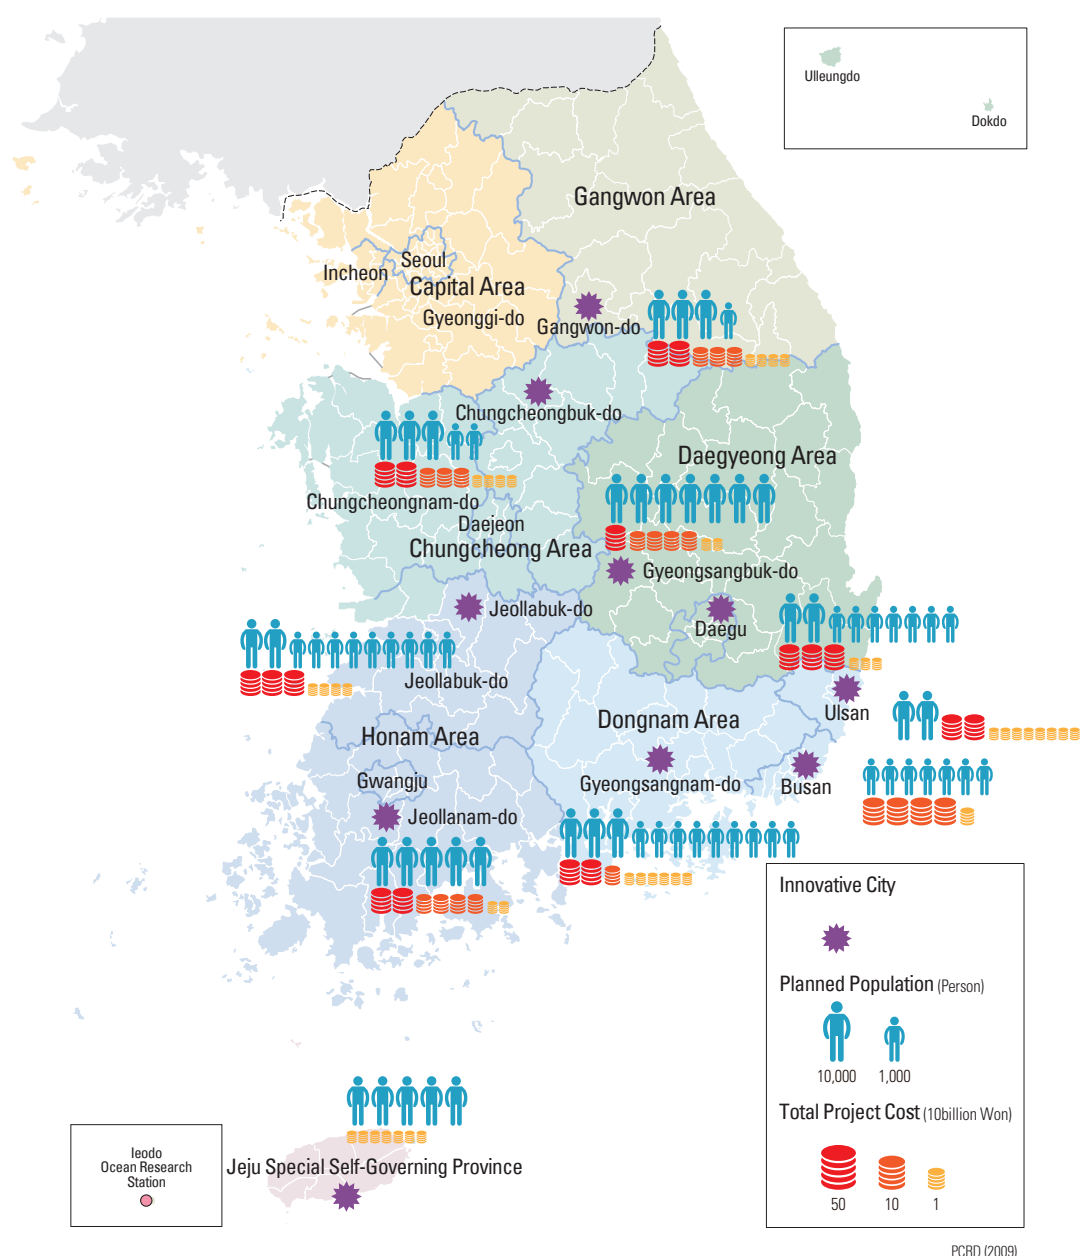 Ulleungdo
Dokdo
Gangwon Area
Seoul
Incheon
Capital Area
Gyeonggi-do
Gangwon-do
Chungcheongbuk-do
Daegyeong Area
Chungcheongnam-do
Daejeon
Chungcheong Area
Gyeongsangbuk-do
Jeollabuk-do
Daegu
Jeollabuk-do
Ulsan
Dongnam Area
Honam Area
Gwangju
Gyeongsangnam-do
Busan
Jeollanam-do
Innovative City
Planned Population (Person)
10,000 1,000
Total Project Cost (10billion Won)
50 10 1
Ieodo
Ocean Research
Station
Jeju Special Self-Governing Province
PCRD (2009)